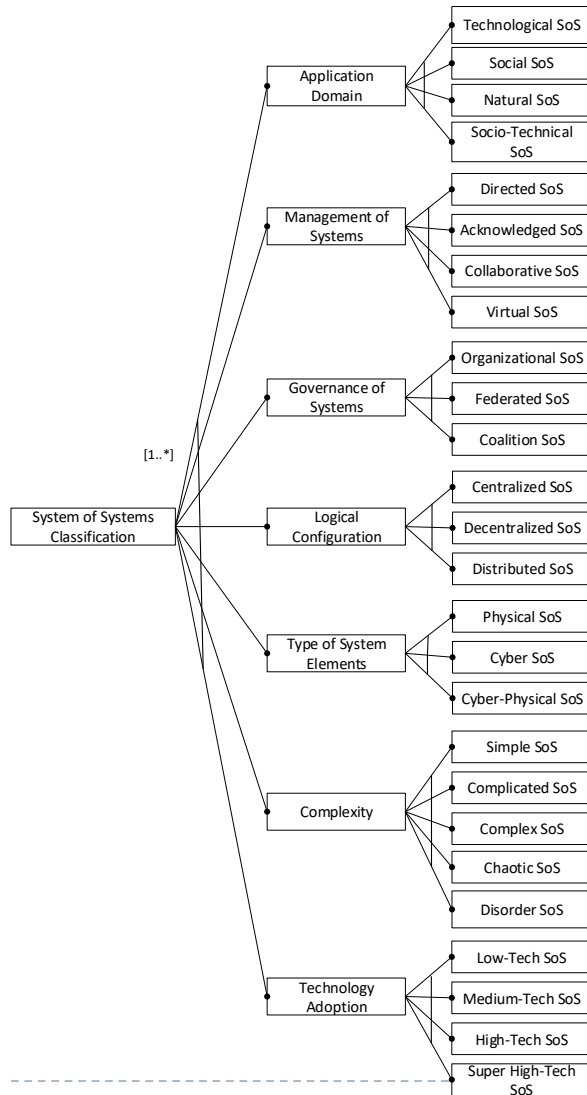 Technological SoS
Application
Domain
Social SoS
Natural SoS
Socio-Technical
SoS
Directed SoS
Management of
Systems
Acknowledged SoS
Collaborative SoS
Virtual SoS
Organizational SoS
Governance of
Systems
Federated SoS
Coalition SoS
[1..*]
Centralized SoS
System of Systems
Classification
Logical
Configuration
Decentralized SoS
Distributed SoS
Physical SoS
Type of System
Elements
Cyber SoS
Cyber-Physical SoS
Simple SoS
Complicated SoS
Complexity
Complex SoS
Chaotic SoS
Disorder SoS
Low-Tech SoS
Technology
Adoption
Medium-Tech SoS
High-Tech SoS
Super High-Tech
SoS